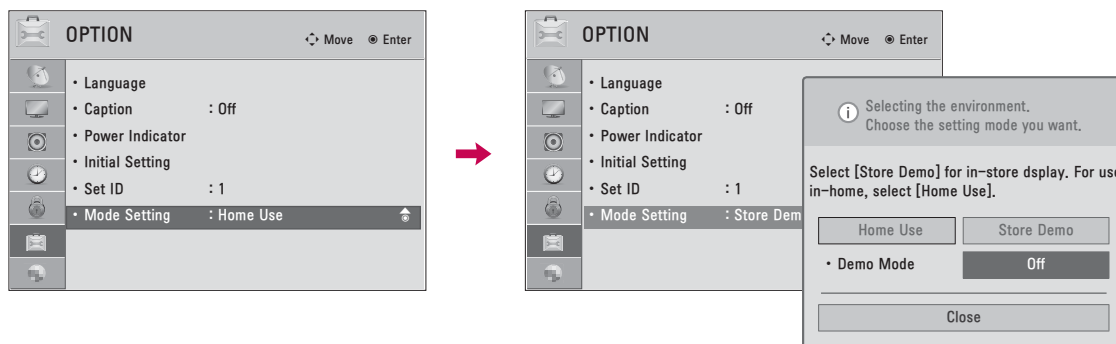 OPTION
Move Enter
• Language
• Caption : Off
• Power Indicator
• Initial Setting
• Set ID : 1
• Mode Setting : Home Use
OPTION
Move Enter
• Language
• Caption : Off
• Power Indicator
• Initial Setting
• Set ID : 1
• Mode Setting : Store Dem
i Selecting the environment.
Choose the setting mode you want.
Select [Store Demo] for in-store dsplay. For use
in-home, select [Home Use].
Home Use Store Demo
• Demo Mode Off
Close